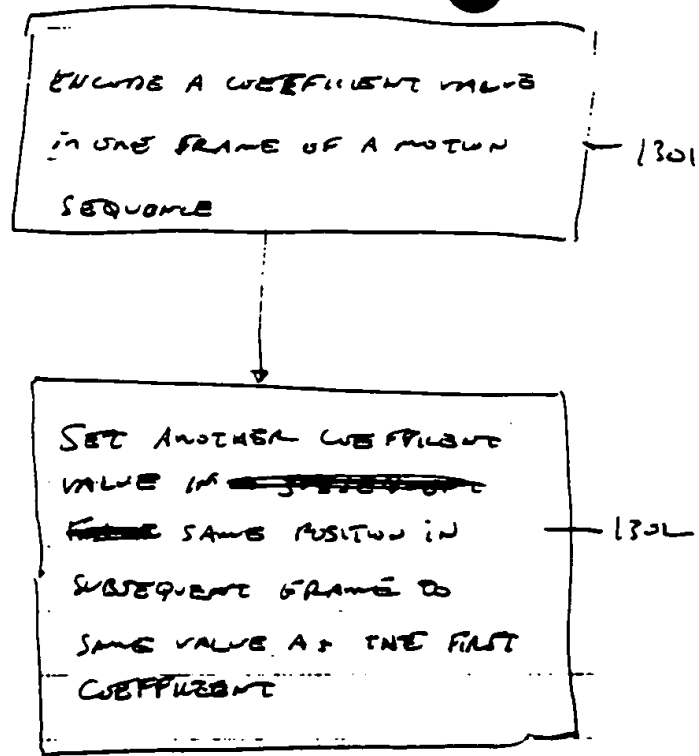 ENCODE A COEFFICIENT VALUE
in ONE FRAME OF A MOTION
SEQUENCE
1301
SET ANOTHER COEFFICIENT
VALUE IN
SAME POSITION iN
SUBSEQUENT FRAME TO
SAME VALUE AS THE FIRST
COEFFICIENT
1302